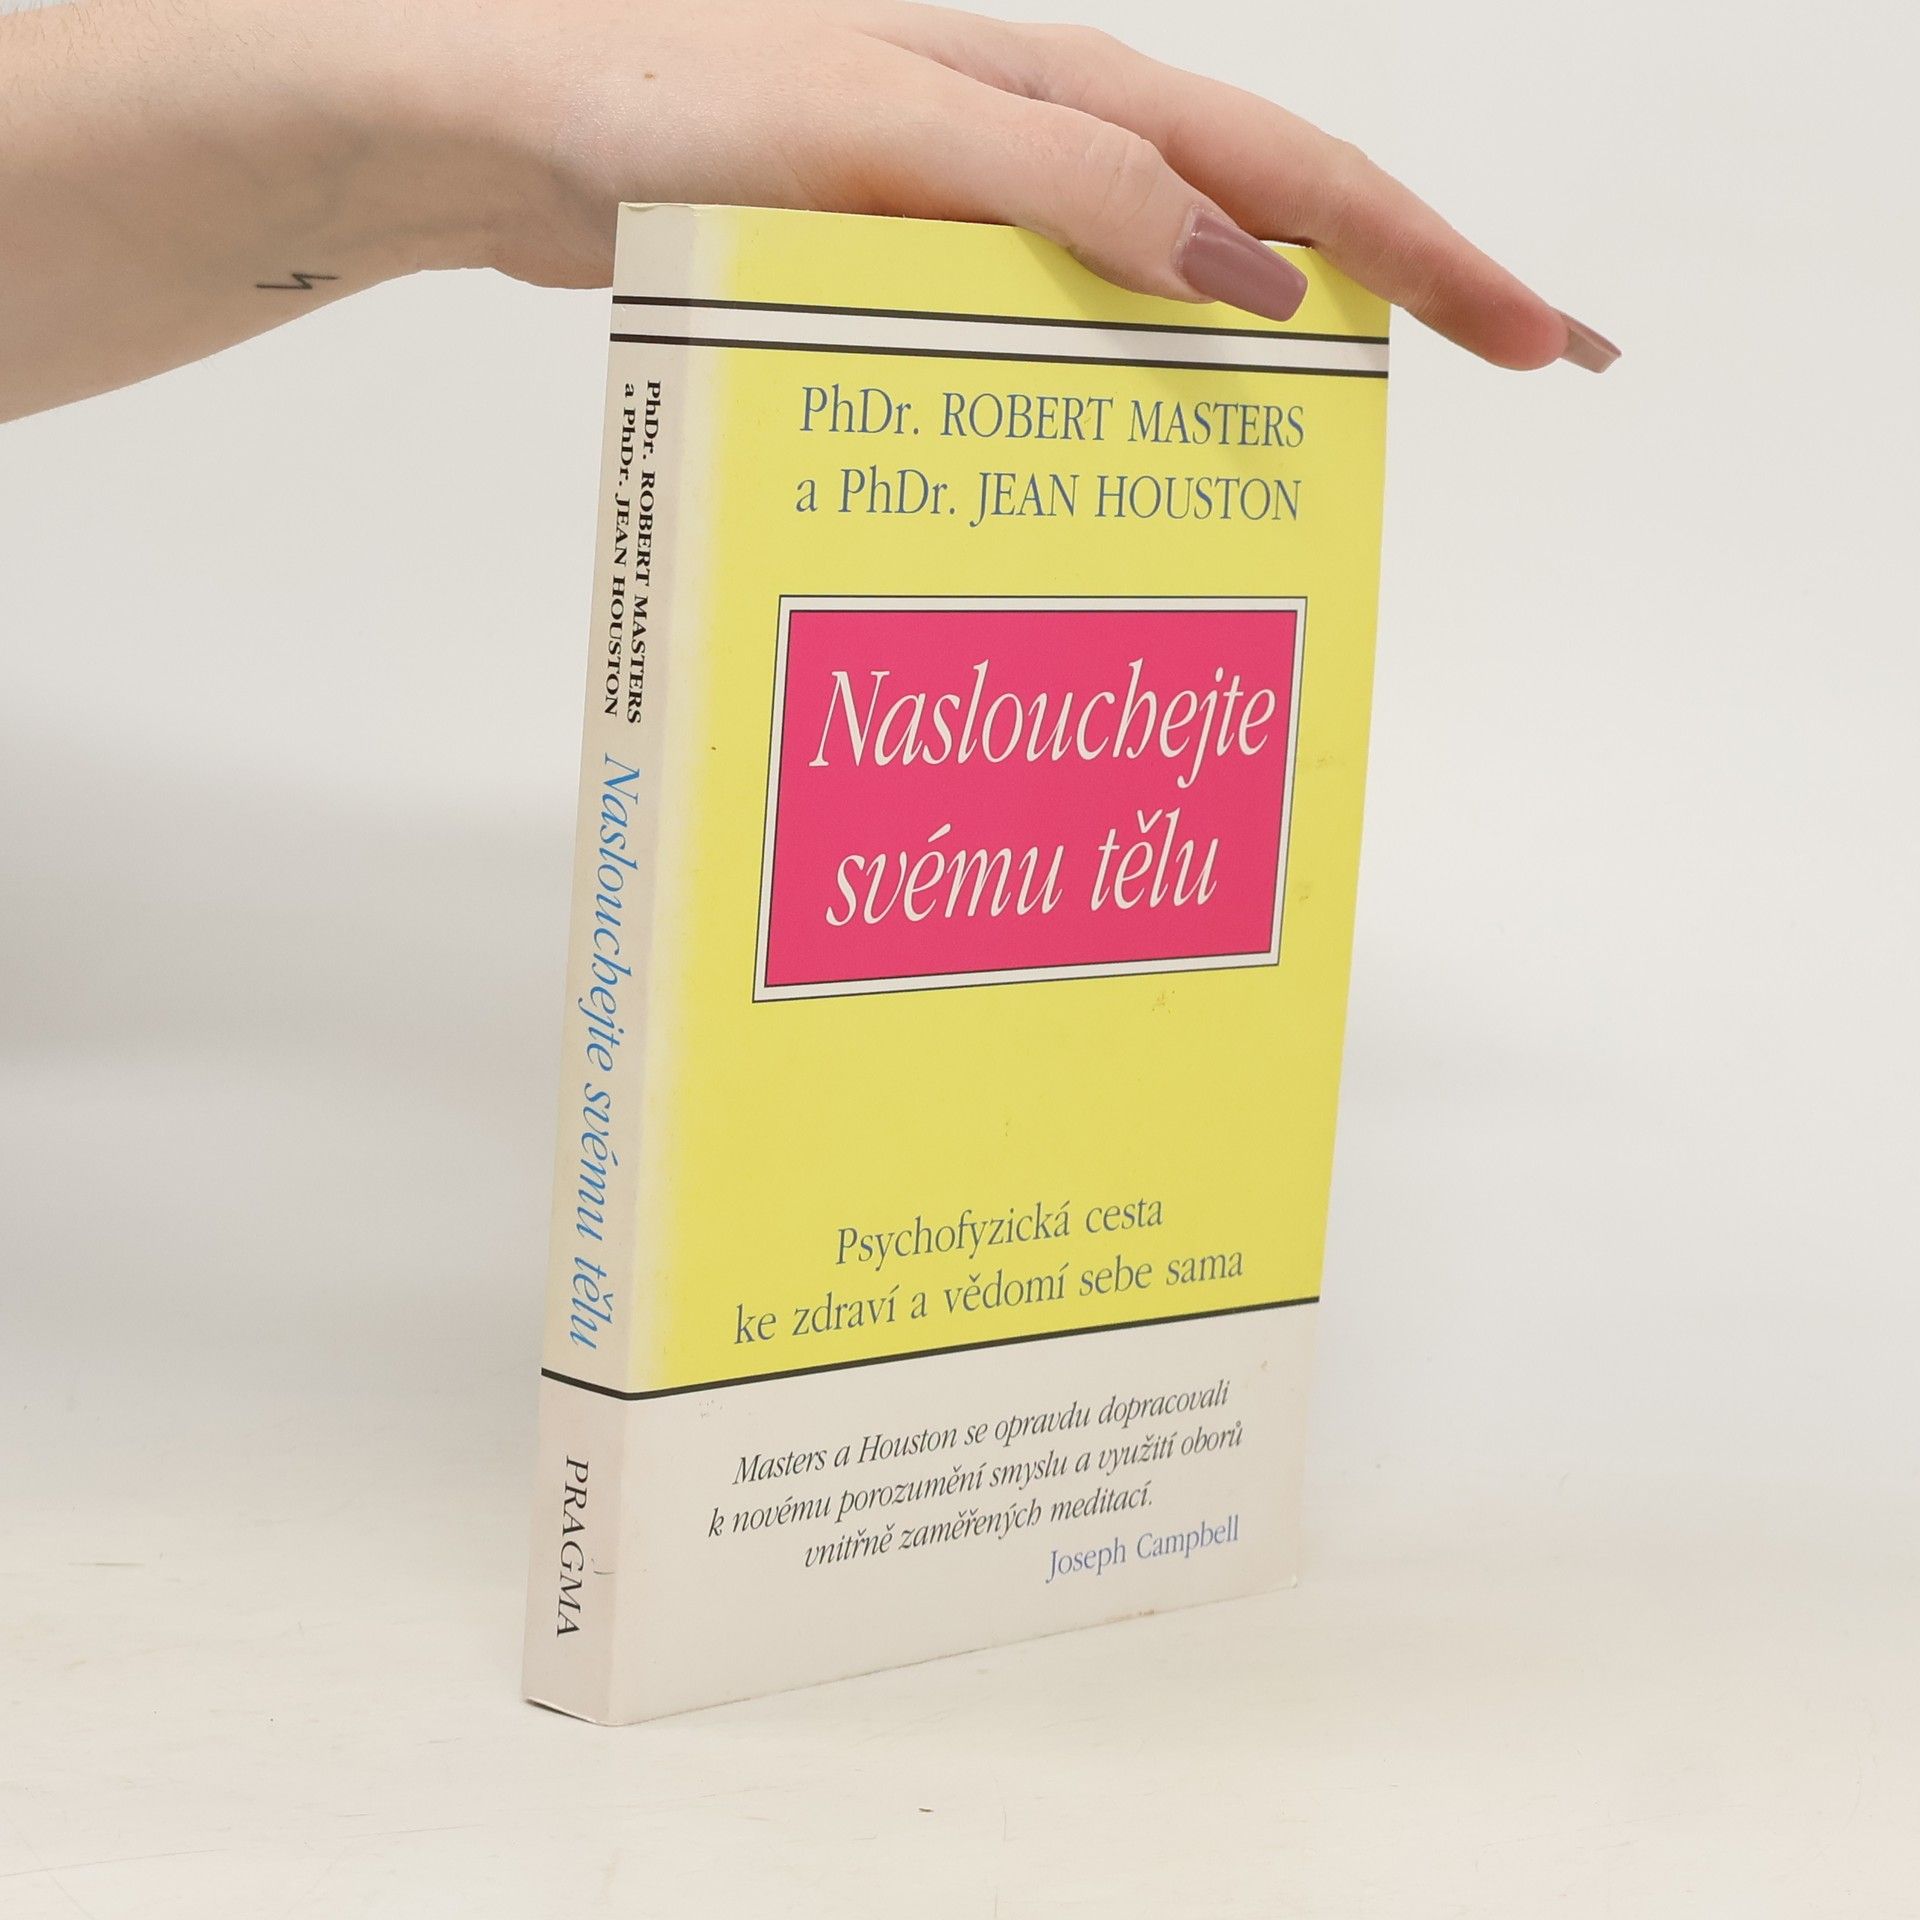 PhDr. ROBERT MASTERS
a PhDr. JEAN HOUSTON
Naslouchejte
svému tělu
Psychofyzická cesta
ke zdraví a vědomí sebe sama
Masters a Houston se opravdu dopracovali
k novému porozumění smyslu a využití oborů
vnitřně zaměřených meditací.
Joseph Campbell
PhDr. ROBERT MASTERS
a PhDr. JEAN HOUSTON
Naslouchejte svému tělu
PRAGMA